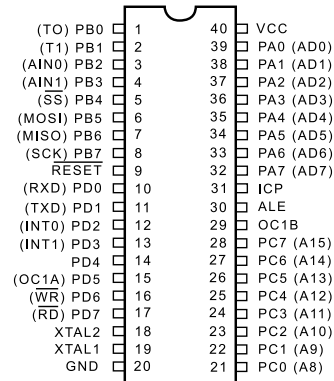 (TO) PB0 1 40 VCC
(T1) PB1 2 39 PA0 (AD0)
(AIN0) PB2 3 38 PA1 (AD1)
(AIN1) PB3 4 37 PA2 (AD2)
(SS) PB4 5 36 PA3 (AD3)
(MOSI) PB5 6 35 PA4 (AD4)
(MISO) PB6 7 34 PA5 (AD5)
(SCK) PB7 8 33 PA6 (AD6)
RESET 9 32 PA7 (AD7)
(RXD) PD0 10 31 ICP
(TXD) PD1 11 30 ALE
(INT0) PD2 12 29 OC1B
(INT1) PD3 13 28 PC7 (A15)
PD4 14 27 PC6 (A14)
(OC1A) PD5 15 26 PC5 (A13)
(WR) PD6 16 25 PC4 (A12)
(RD) PD7 17 24 PC3 (A11)
XTAL2 18 23 PC2 (A10)
XTAL1 19 22 PC1 (A9)
GND 20 21 PC0 (A8)